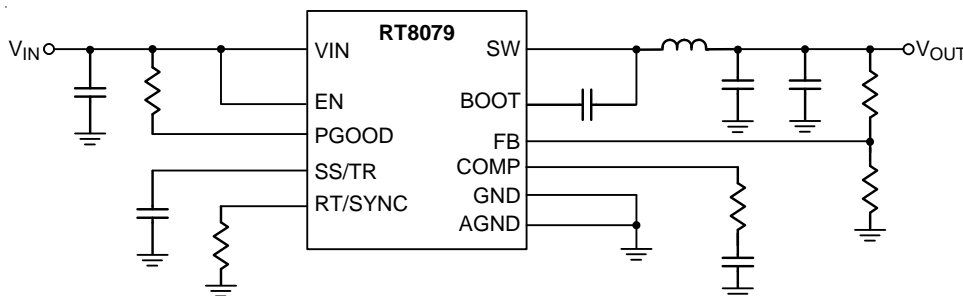 RT8079
VIN
VIN
SW
VOUT
EN
BOOT
PGOOD
FB
SS/TR
COMP
RT/SYNC
GND
AGND